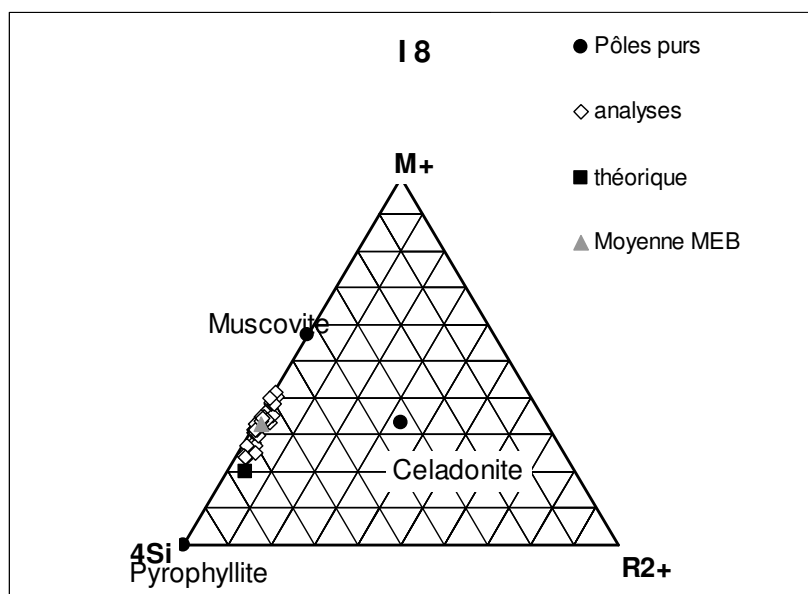 I 8
Pôles purs
analyses
théorique
Moyenne MEB
M+
Muscovite
Celadonite
4Si
Pyrophyllite
R2+